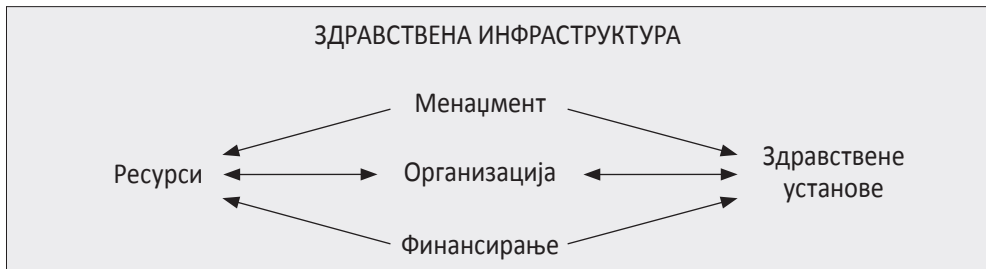 ЗДРАВСТВЕНА ИНФРАСТРУКТУРА
Менаџмент
Ресурси
Организација
Здравствене
установе
Финансирање